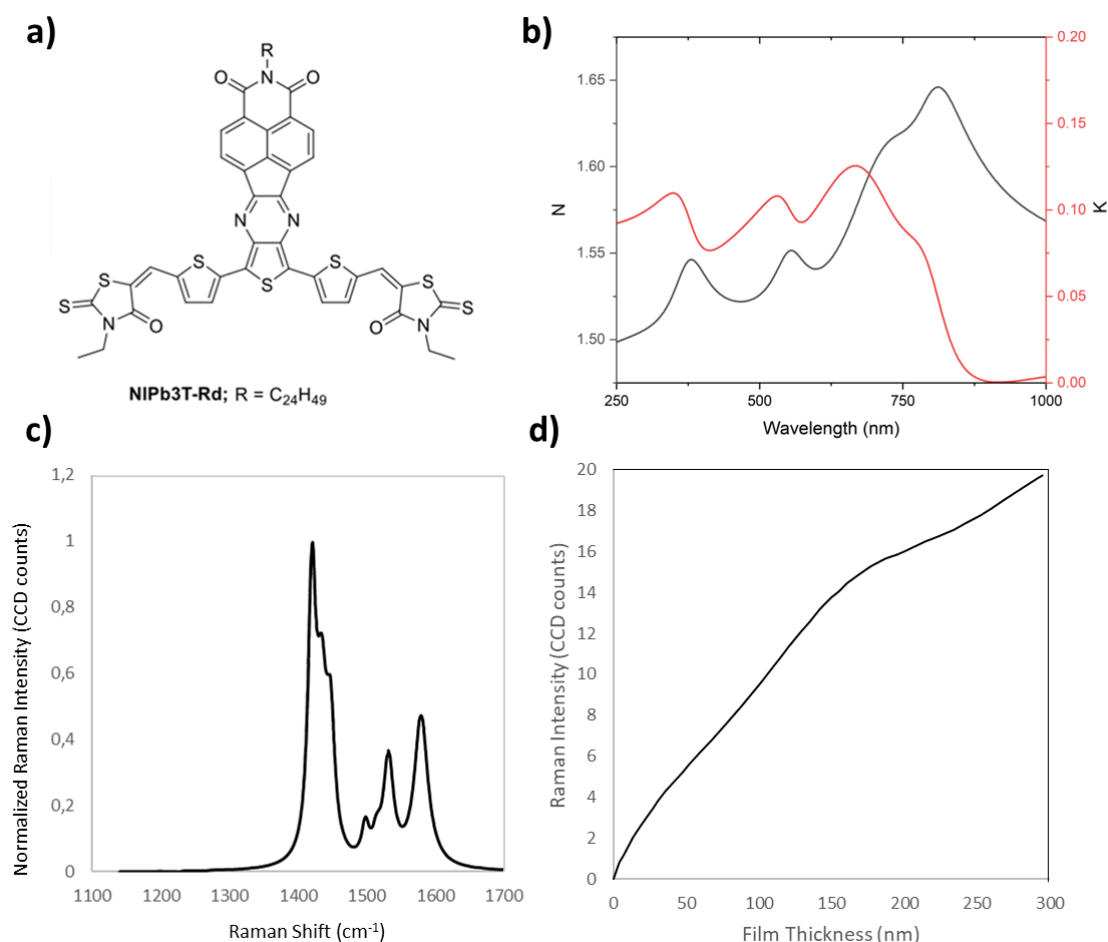 a)
R
O N O
N N
S S S S S
S S
N O O N
NIPb3T-Rd; R = C24H49
b)
0.20
1.65
0.15
1.60
N
0.10
K
1.55
0.05
1.50
0.00
250 500 750 1000
Wavelength (nm)
c)
1,2
1
0,8
0,6
0,4
0,2
0
Normalized Raman Intensity (CCD counts)
1100 1200 1300 1400 1500 1600 1700
Raman Shift (cm-1)
d)
20
18
16
14
12
10
8
6
4
2
0
Raman Intensity (CCD counts)
0 50 100 150 200 250 300
Film Thickness (nm)